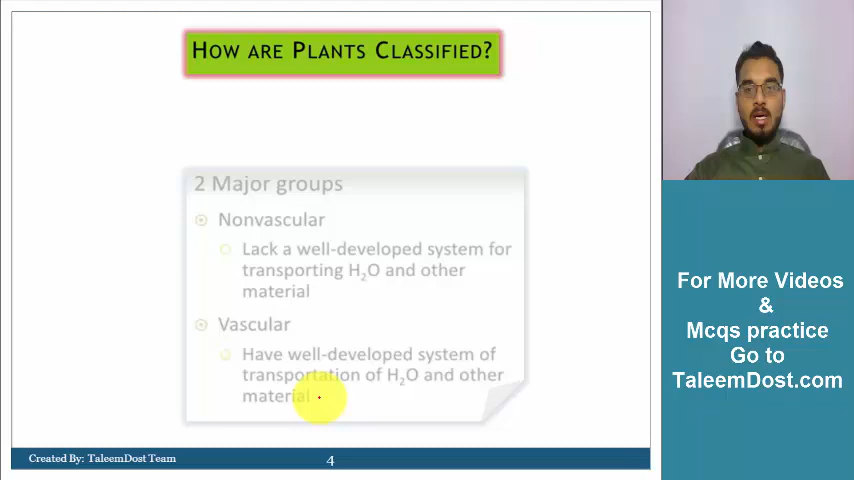 HOW ARE PLANTS CLASSIFIED?
2 Major groups
Nonvascular
Lack a well-developed system for
transporting H₂O and other
material
Vascular
Have well-developed system of
transportation of H₂O and other
material
Created By: TaleemDost Team
4
For More Videos
&
Mcqs practice
Go to
TaleemDost.com